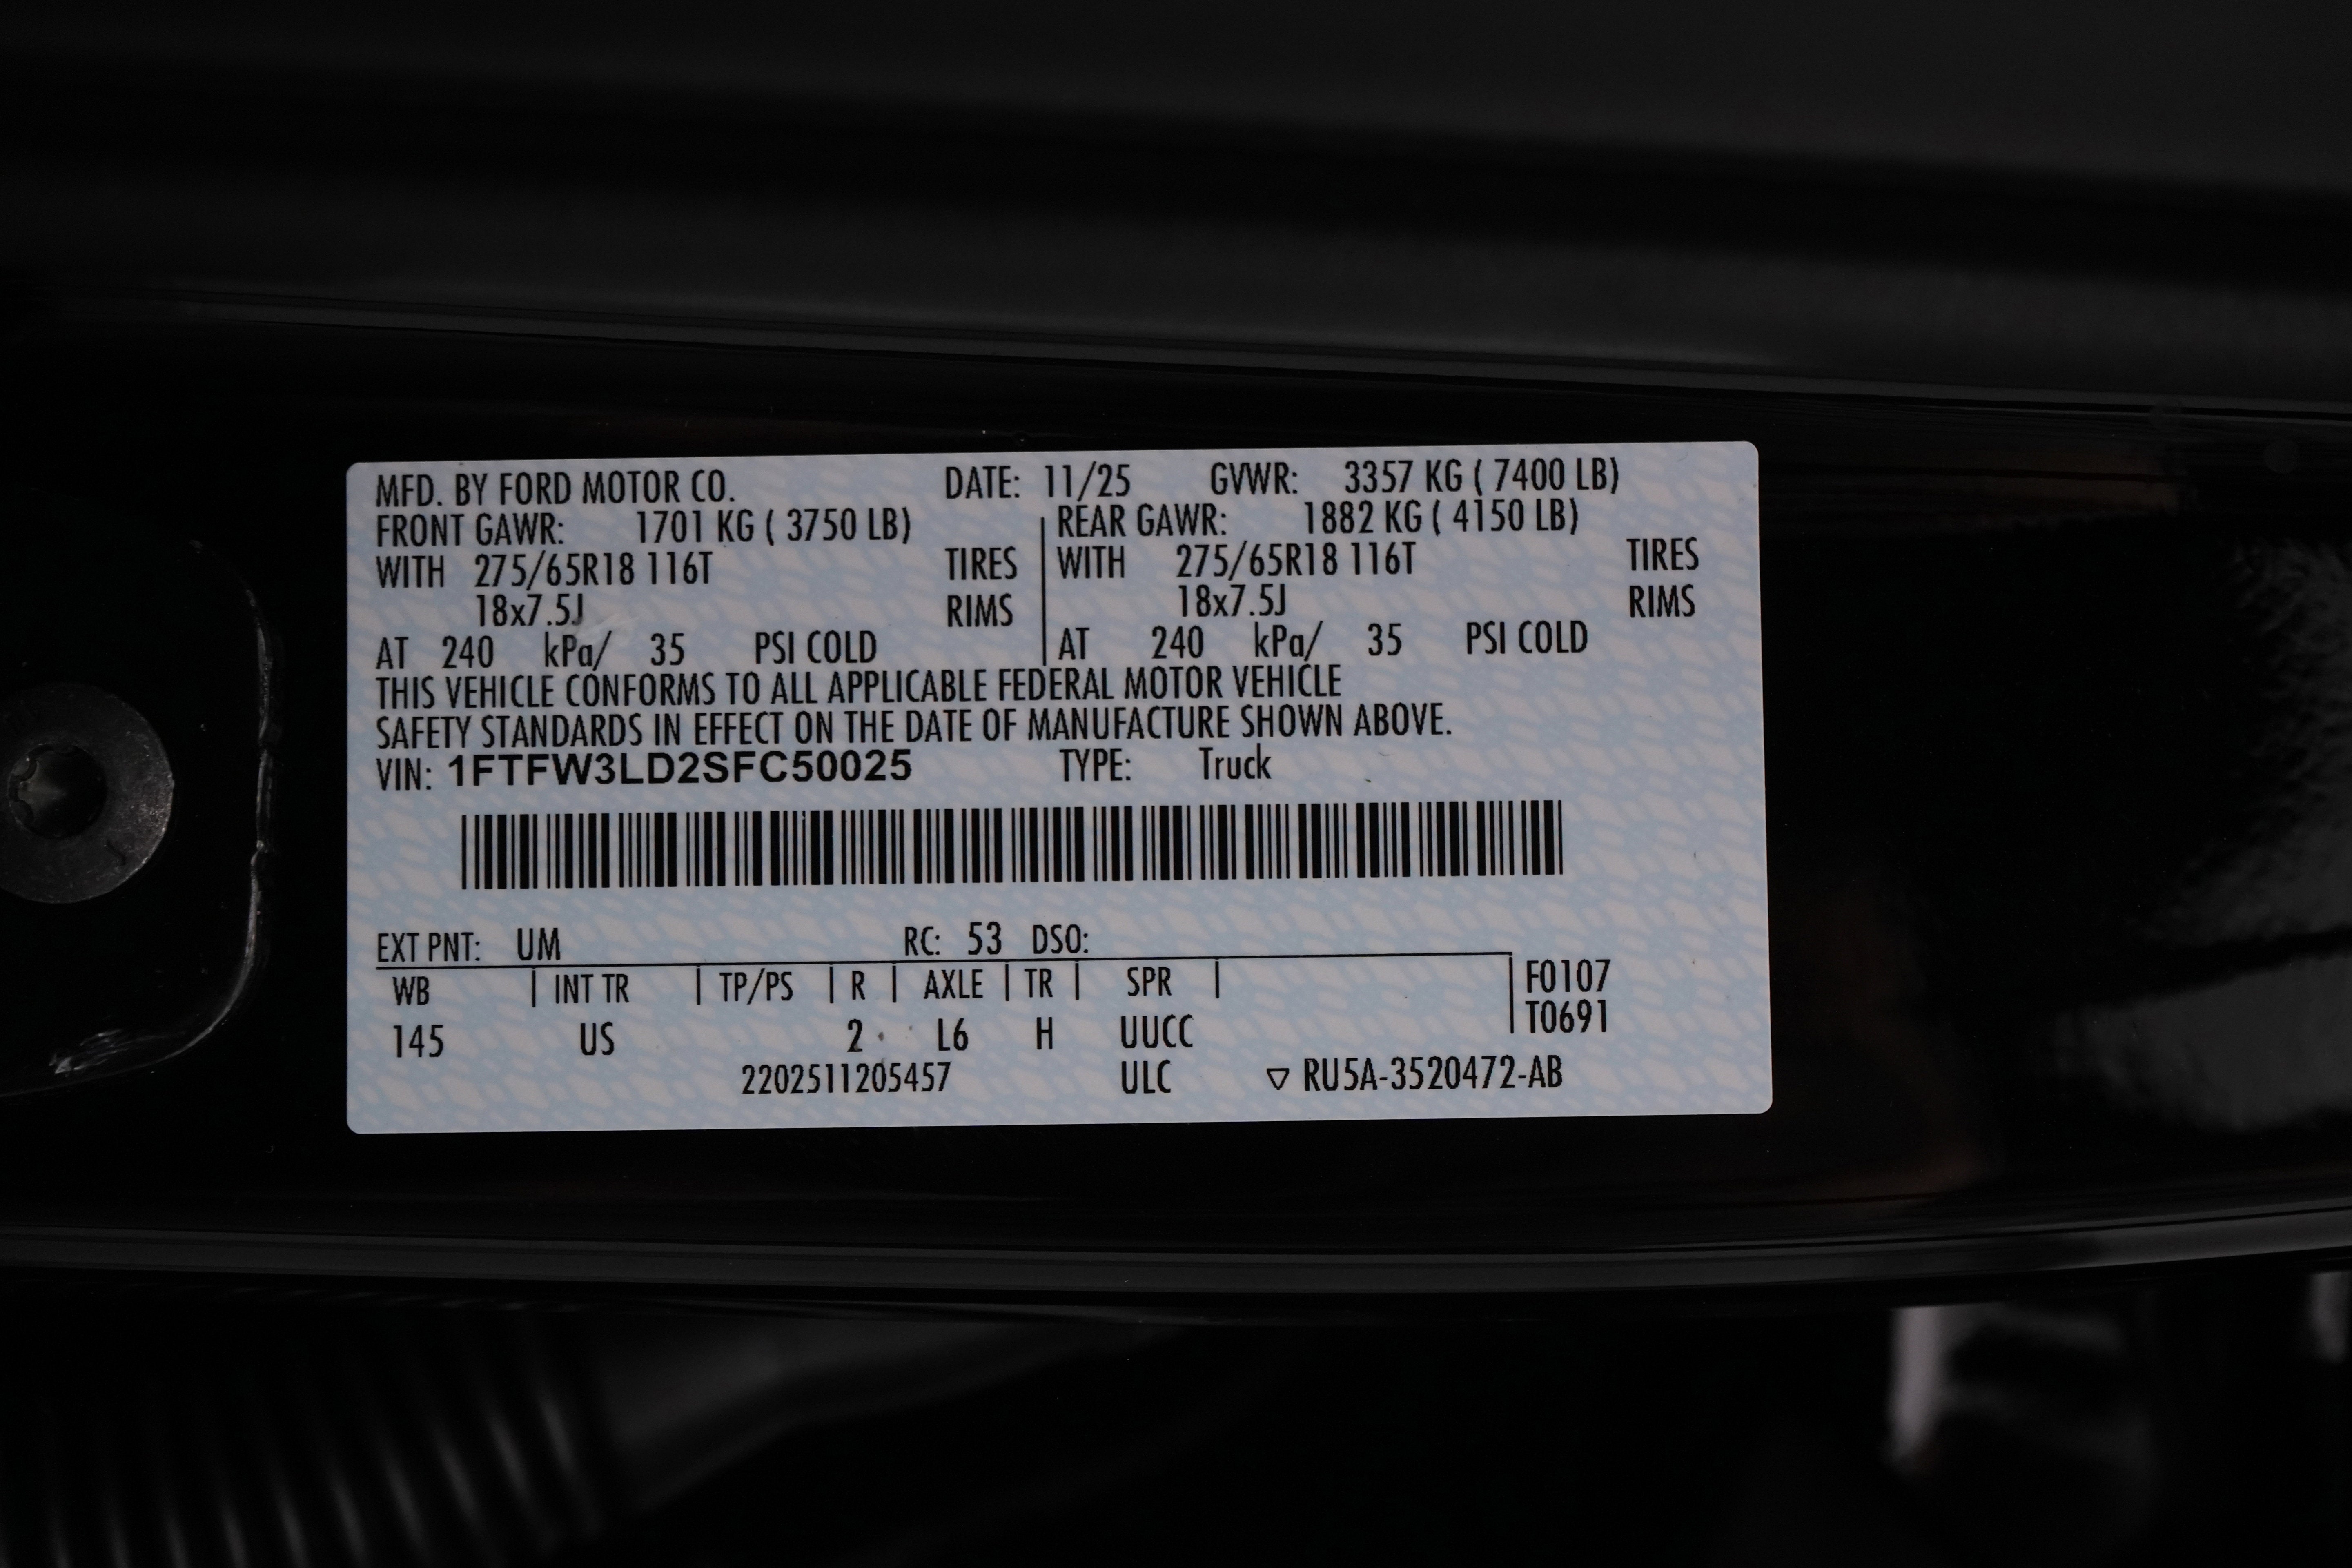 MFD. BY FORD MOTOR CO. DATE: 11/25 GVWR: 3357 KG ( 7400 LB)
FRONT GAWR: 1701 KG ( 3750 LB) REAR GAWR: 1882 KG ( 4150 LB)
WITH 275/65R18 116T TIRES WITH 275/65R18 116T TIRES
18x7.5J RIMS 18x7.5J RIMS
AT 240 kPa/ 35 PSI COLD AT 240 kPa/ 35 PSI COLD
THIS VEHICLE CONFORMS TO ALL APPLICABLE FEDERAL MOTOR VEHICLE
SAFETY STANDARDS IN EFFECT ON THE DATE OF MANUFACTURE SHOWN ABOVE.
VIN: 1FTFW3LD2SFC50025 TYPE: Truck
EXT PNT: UM RC: 53 DSO:
WB INT TR TP/PS R AXLE TR SPR F0107
T0691
145 US 2 L6 H UUCC
2202511205457 ULC ▽ RU5A-3520472-AB